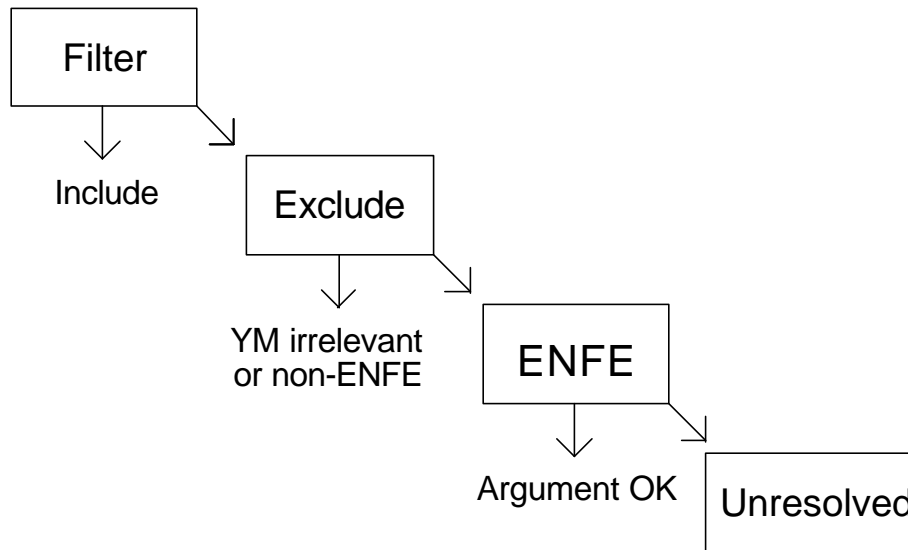 Filter
Include
Exclude
YM irrelevant
or non-ENFE
ENFE
Argument OK
Unresolved